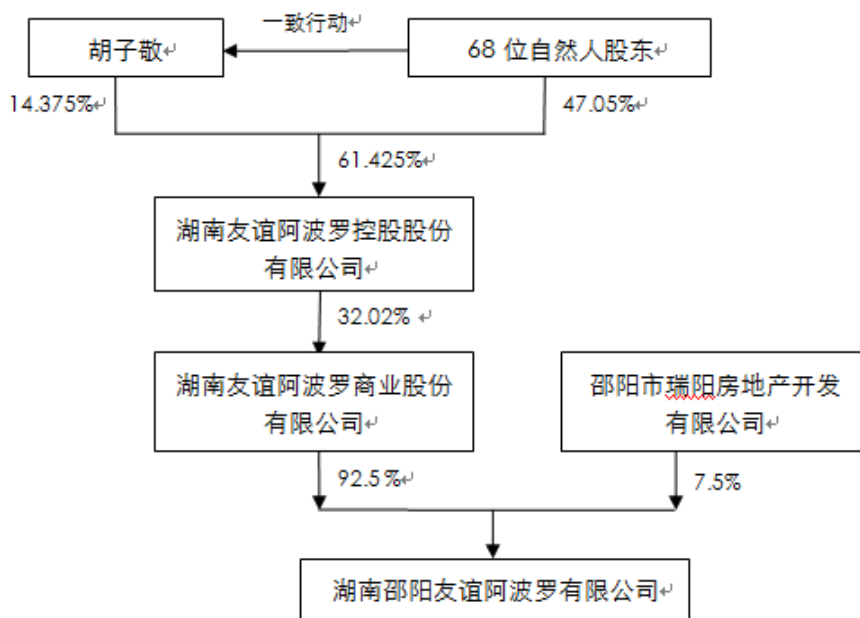 一致行动
胡子敬
68 位自然人股东
14.375%
47.05%
61.425%
湖南友谊阿波罗控股股份
有限公司
32.02%
湖南友谊阿波罗商业股份
有限公司
邵阳市瑞阳房地产开发
有限公司
92.5%
7.5%
湖南邵阳友谊阿波罗有限公司